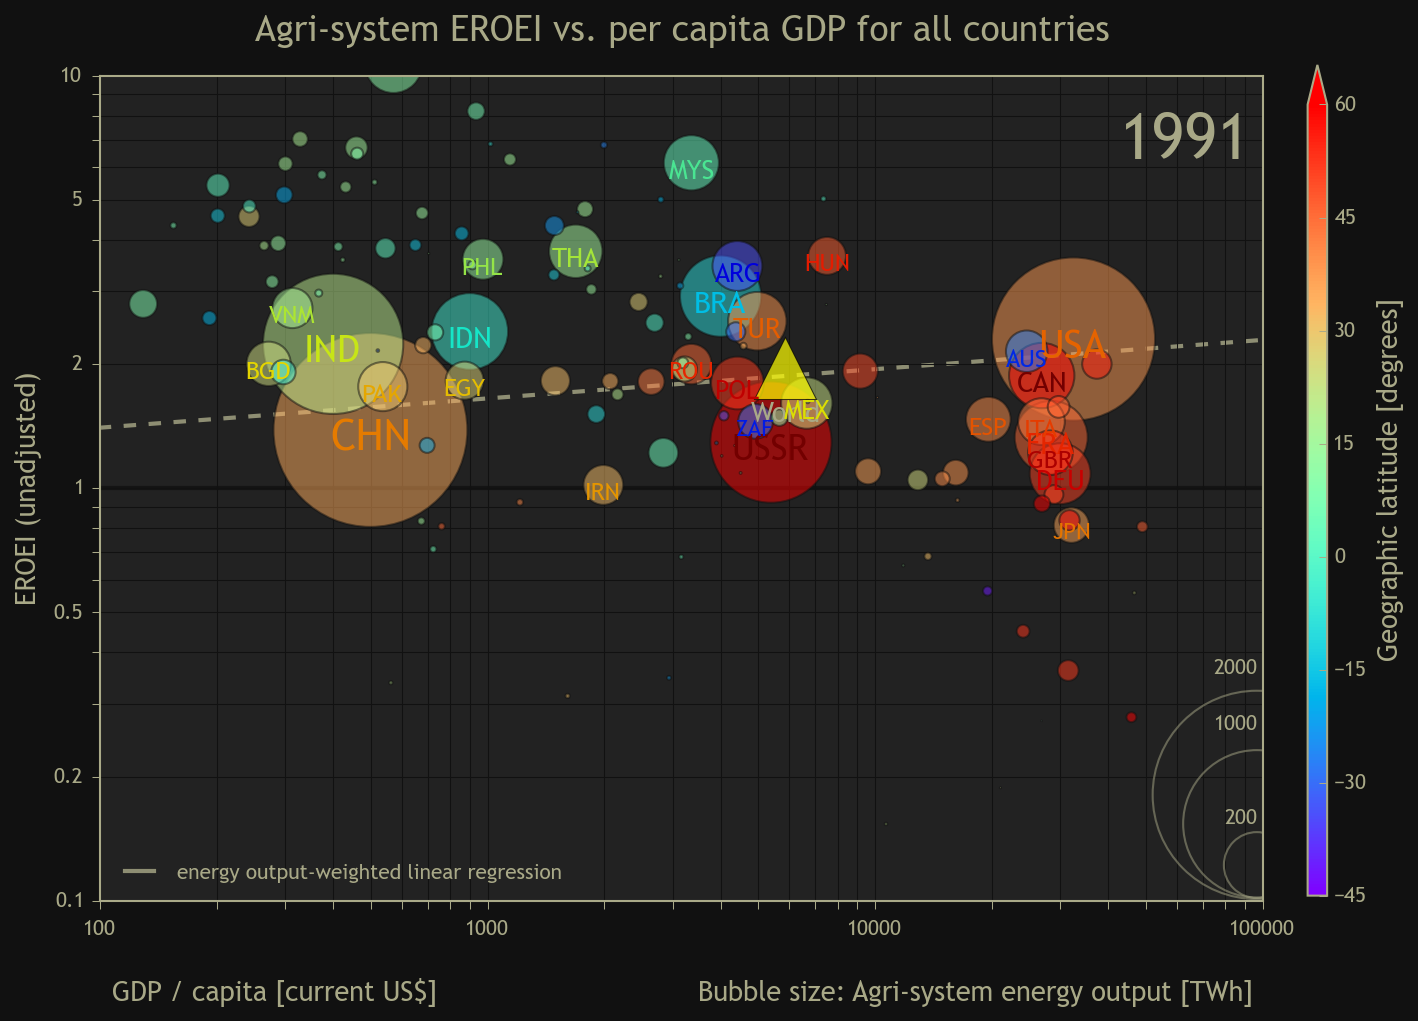 Agri-system EROEI vs. per capita GDP for all countries
1991
10
5
2
1
0.5
0.2
0.1
EROEI (unadjusted)
MYS
PHL
THA
ARG
HUN
BRA
VNM
IND
IDN
TUR
USA
BGD
PAK
EGY
ROU
POL
AUS
CAN
MEX
ZAF
CHN
USSR
ESP
ITA
FRA
GBR
DEU
IRN
JPN
2000
1000
200
energy output-weighted linear regression
100
1000
10000
100000
GDP / capita [current US$]
Bubble size: Agri-system energy output [TWh]
60
45
30
15
0
−15
−30
−45
Geographic latitude [degrees]